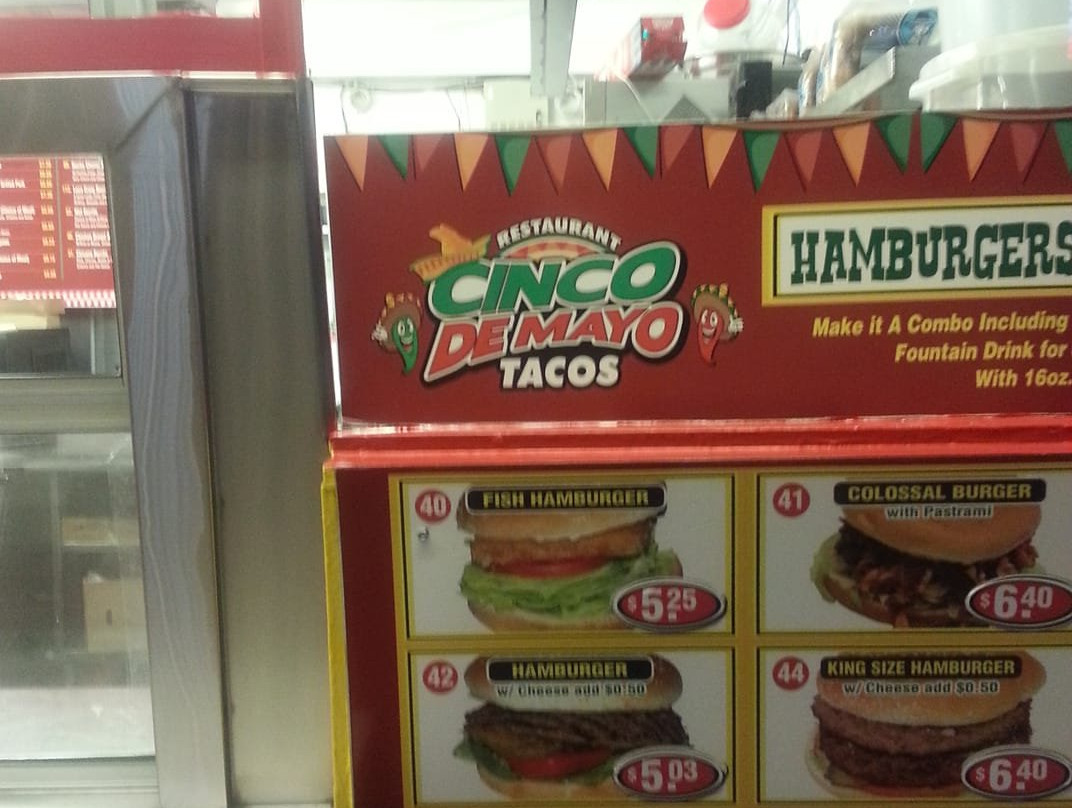 RESTAURANT
CINCO
DE MAYO
TACOS
HAMBURGERS
Make it A Combo Including
Fountain Drink for
With 16oz.
40 FISH HAMBURGER
$5.25
41 COLOSSAL BURGER
with Pastrami
$6.40
42 HAMBURGER
w/ Cheese add $0.50
$5.03
44 KING SIZE HAMBURGER
w/ Cheese add $0.50
$6.40